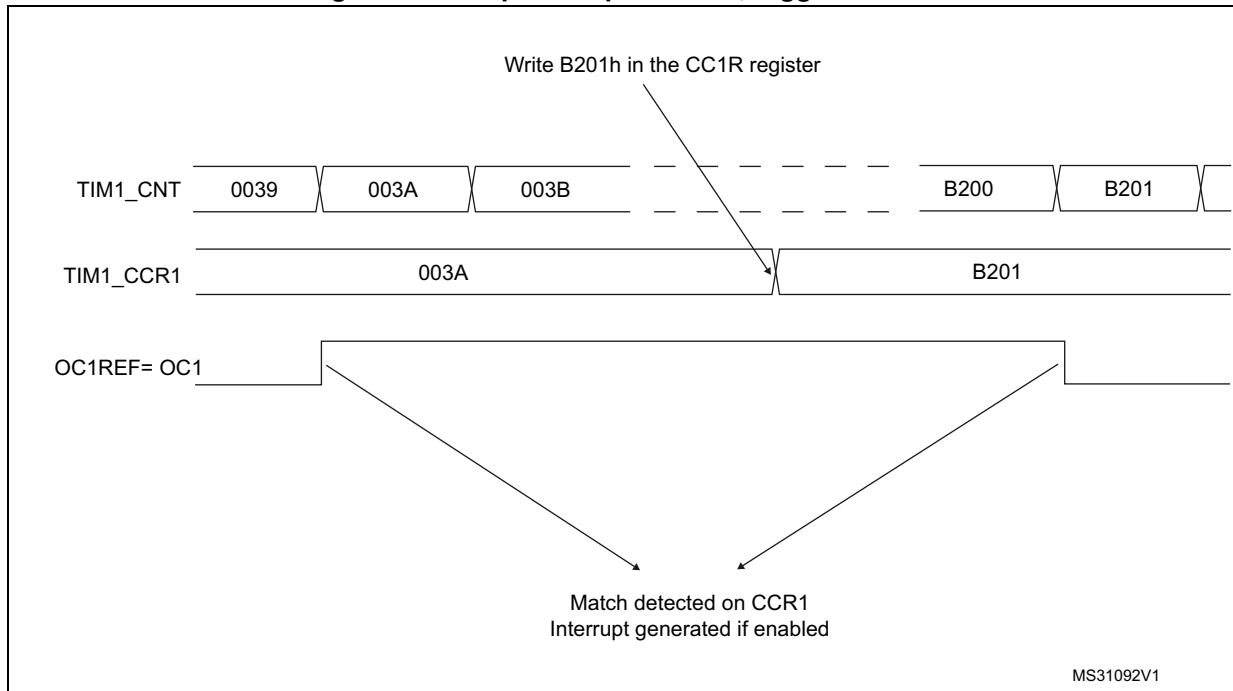 Write B201h in the CC1R register
TIM1_CNT 0039 003A 003B B200 B201
TIM1_CCR1 003A B201
OC1REF= OC1
Match detected on CCR1
Interrupt generated if enabled
MS31092V1